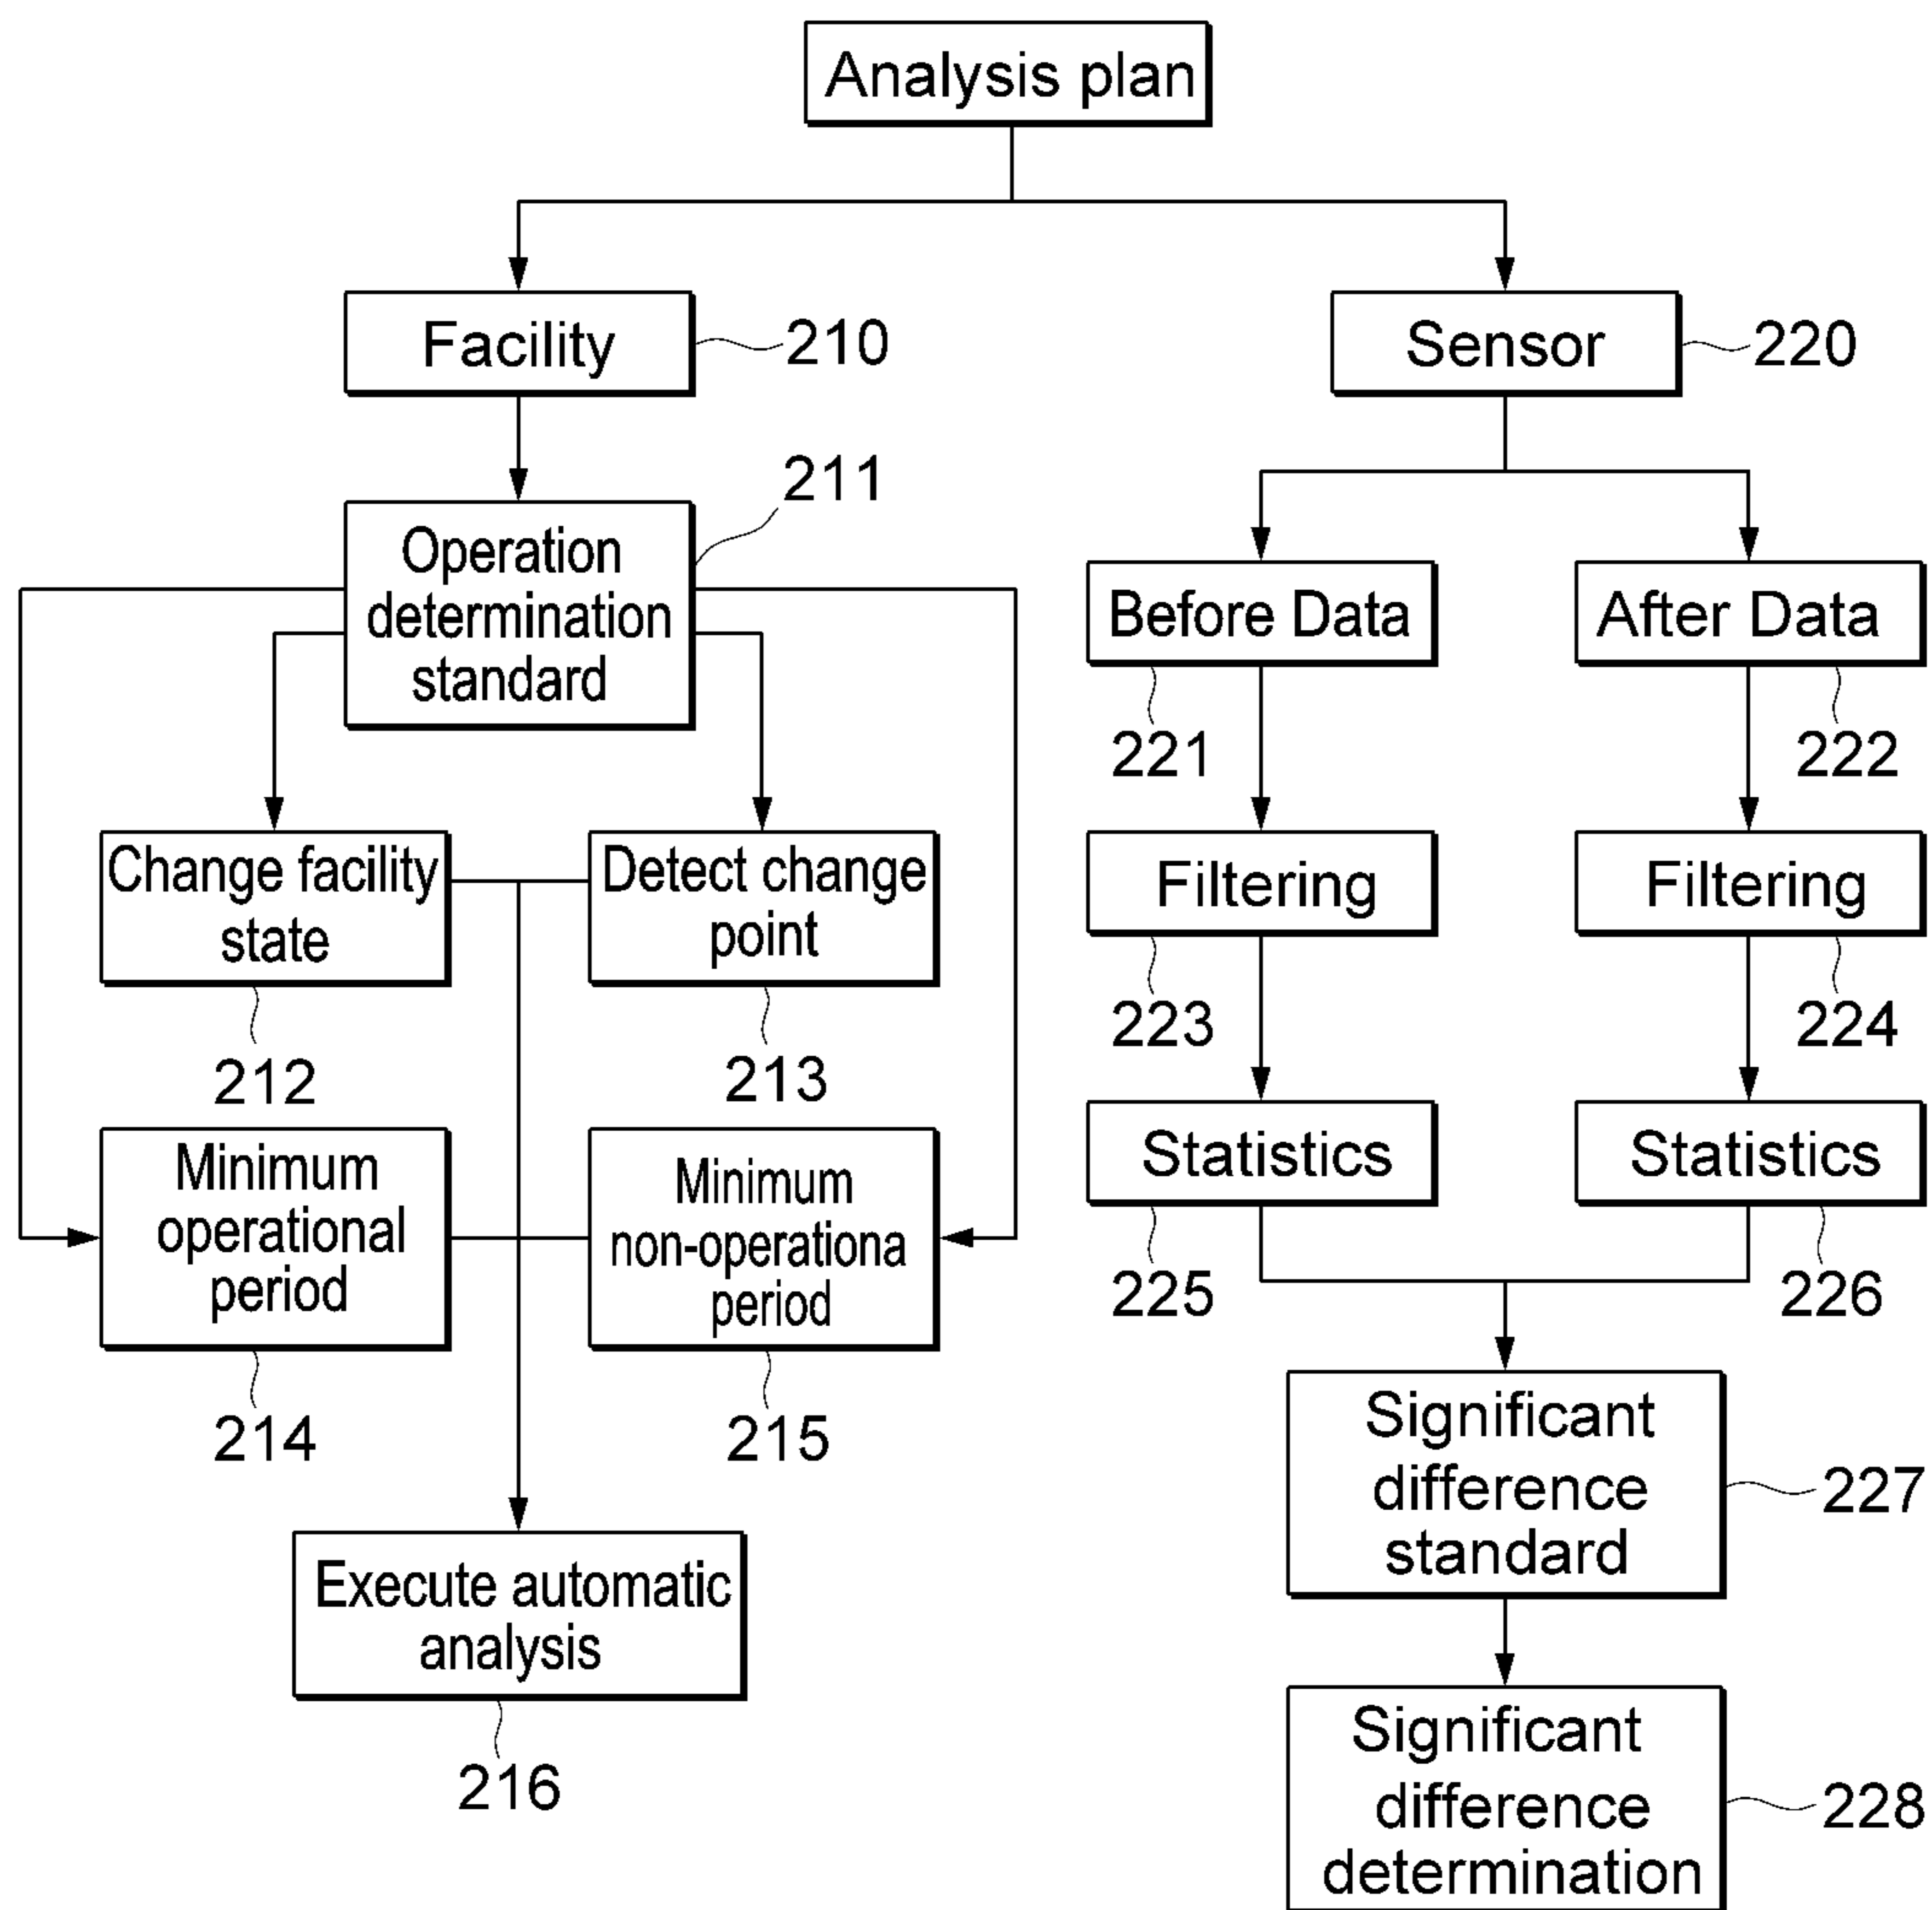 Analysis plan
Facility
210
Sensor
220
211
Operation
determination
standard
Before Data
After Data
221
222
Change facility
state
Detect change
point
Filtering
Filtering
212
213
223
224
Minimum
operational
period
Minimum
non-operationa
period
Statistics
Statistics
214
215
225
226
Significant
difference
standard
227
Execute automatic
analysis
216
Significant
difference
determination
228